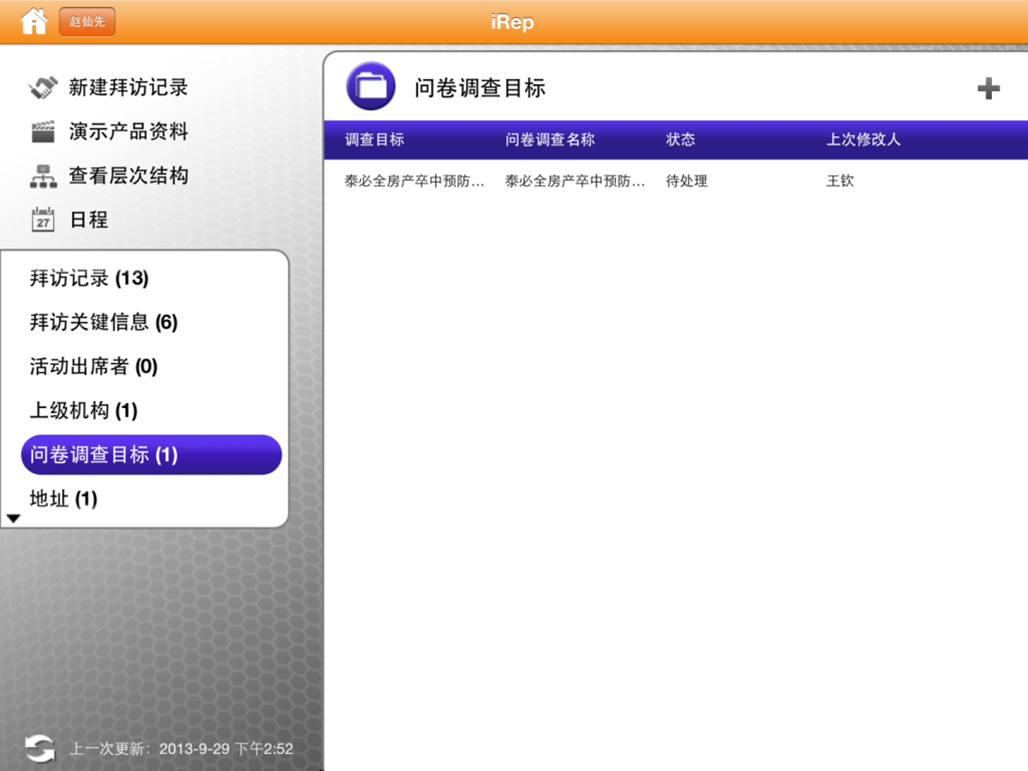 赵仙先
iRep
新建拜访记录
演示产品资料
查看层次结构
27
日程
拜访记录 (13)
拜访关键信息 (6)
活动出席者 (0)
上级机构 (1)
问卷调查目标 (1)
地址 (1)
上一次更新: 2013-9-29 下午2:52
问卷调查目标
调查目标 问卷调查名称 状态 上次修改人
泰必全房产卒中预防... 泰必全房产卒中预防... 待处理 王钦